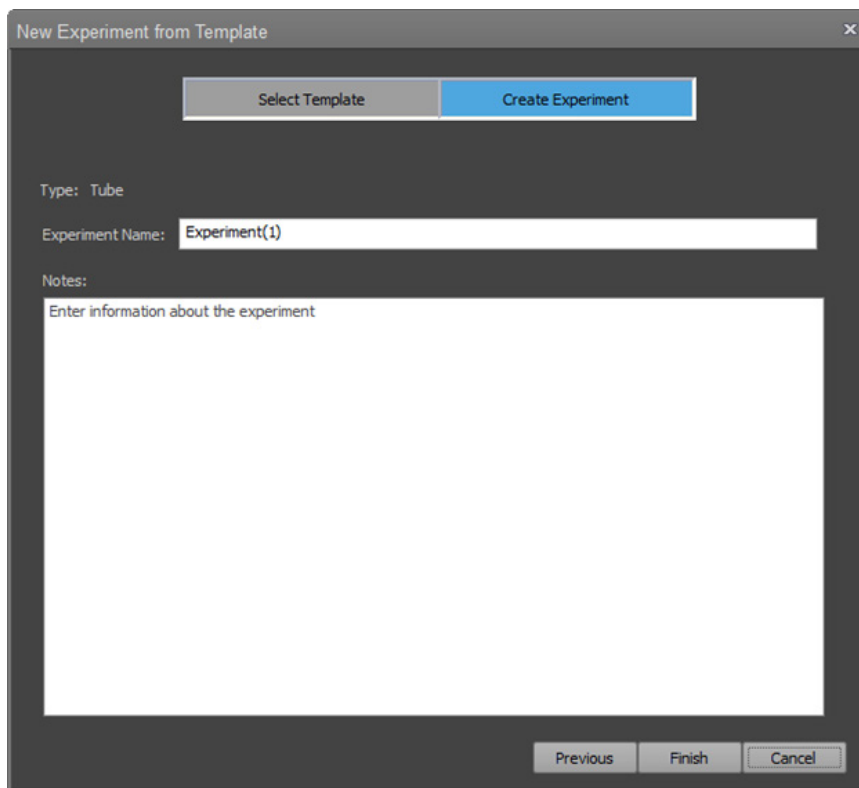 New Experiment from Template
Select Template Create Experiment
Type: Tube
Experiment Name: Experiment(1)
Notes:
Enter information about the experiment
Previous Finish Cancel